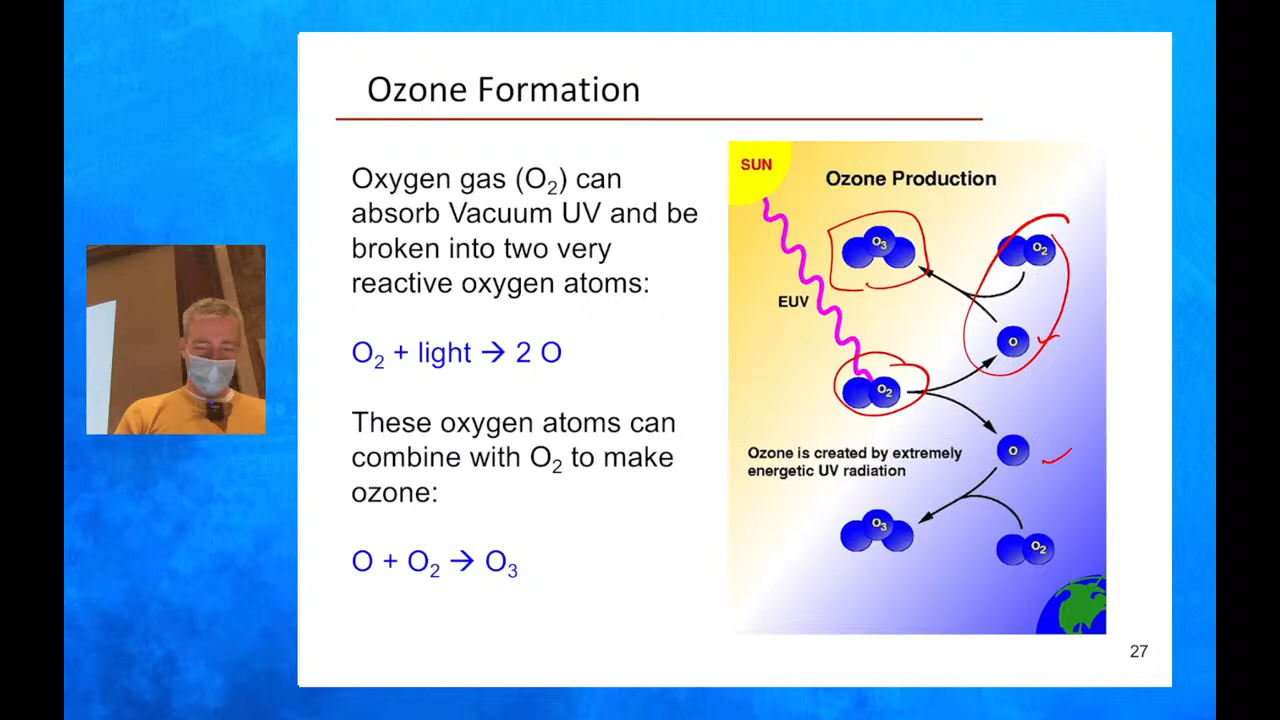 Ozone Formation
Oxygen gas (O₂) can
absorb Vacuum UV and be
broken into two very
reactive oxygen atoms:
O₂ + light → 2 O
These oxygen atoms can
combine with O₂ to make
ozone:
O + O₂ → O₃
SUN
Ozone Production
O₃
O₂
EUV
O
O₂
O
Ozone is created by extremely
energetic UV radiation
O₃
O₂
27